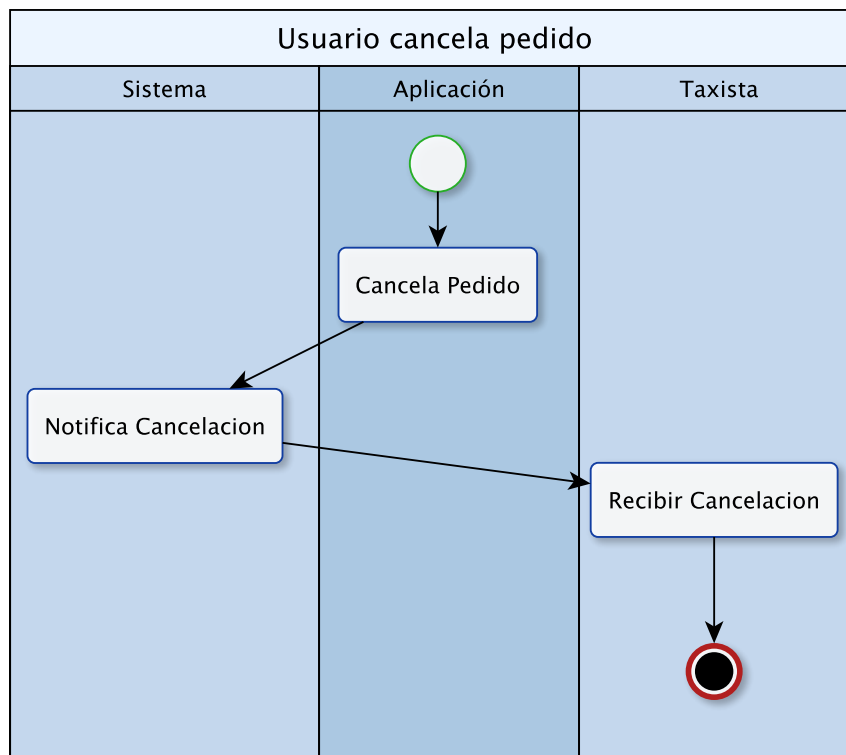 Usuario cancela pedido
Sistema
Aplicación
Taxista
Cancela Pedido
Notifica Cancelacion
Recibir Cancelacion